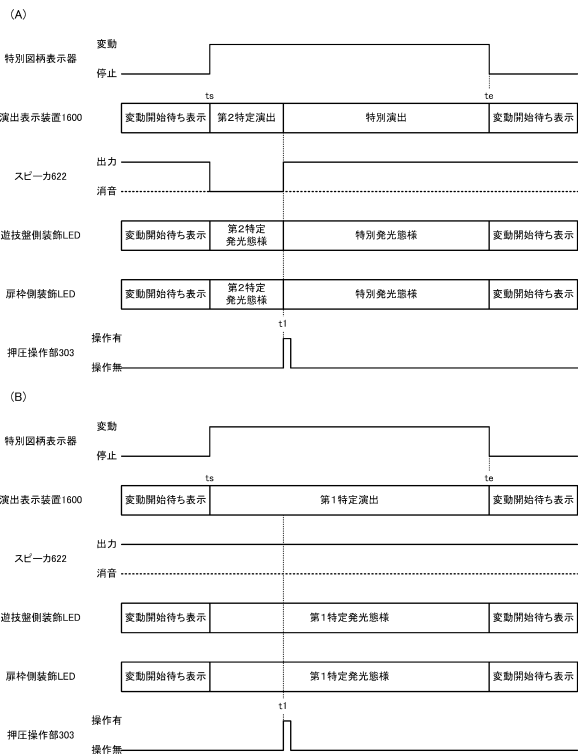 (A)
変動
特別図柄表示器
停止
ts
te
演出表示装置1600
変動開始待ち表示
第2特定演出
特別演出
変動開始待ち表示
出力
スピーカ622
消音
遊技盤側装飾LED
変動開始待ち表示
第2特定
発光態様
特別発光態様
変動開始待ち表示
扉枠側装飾LED
変動開始待ち表示
第2特定
発光態様
特別発光態様
変動開始待ち表示
t1
操作有
押圧操作部303
操作無
(B)
変動
特別図柄表示器
停止
ts
te
演出表示装置1600
変動開始待ち表示
第1特定演出
変動開始待ち表示
出力
スピーカ622
消音
遊技盤側装飾LED
変動開始待ち表示
第1特定発光態様
変動開始待ち表示
扉枠側装飾LED
変動開始待ち表示
第1特定発光態様
変動開始待ち表示
t1
操作有
押圧操作部303
操作無